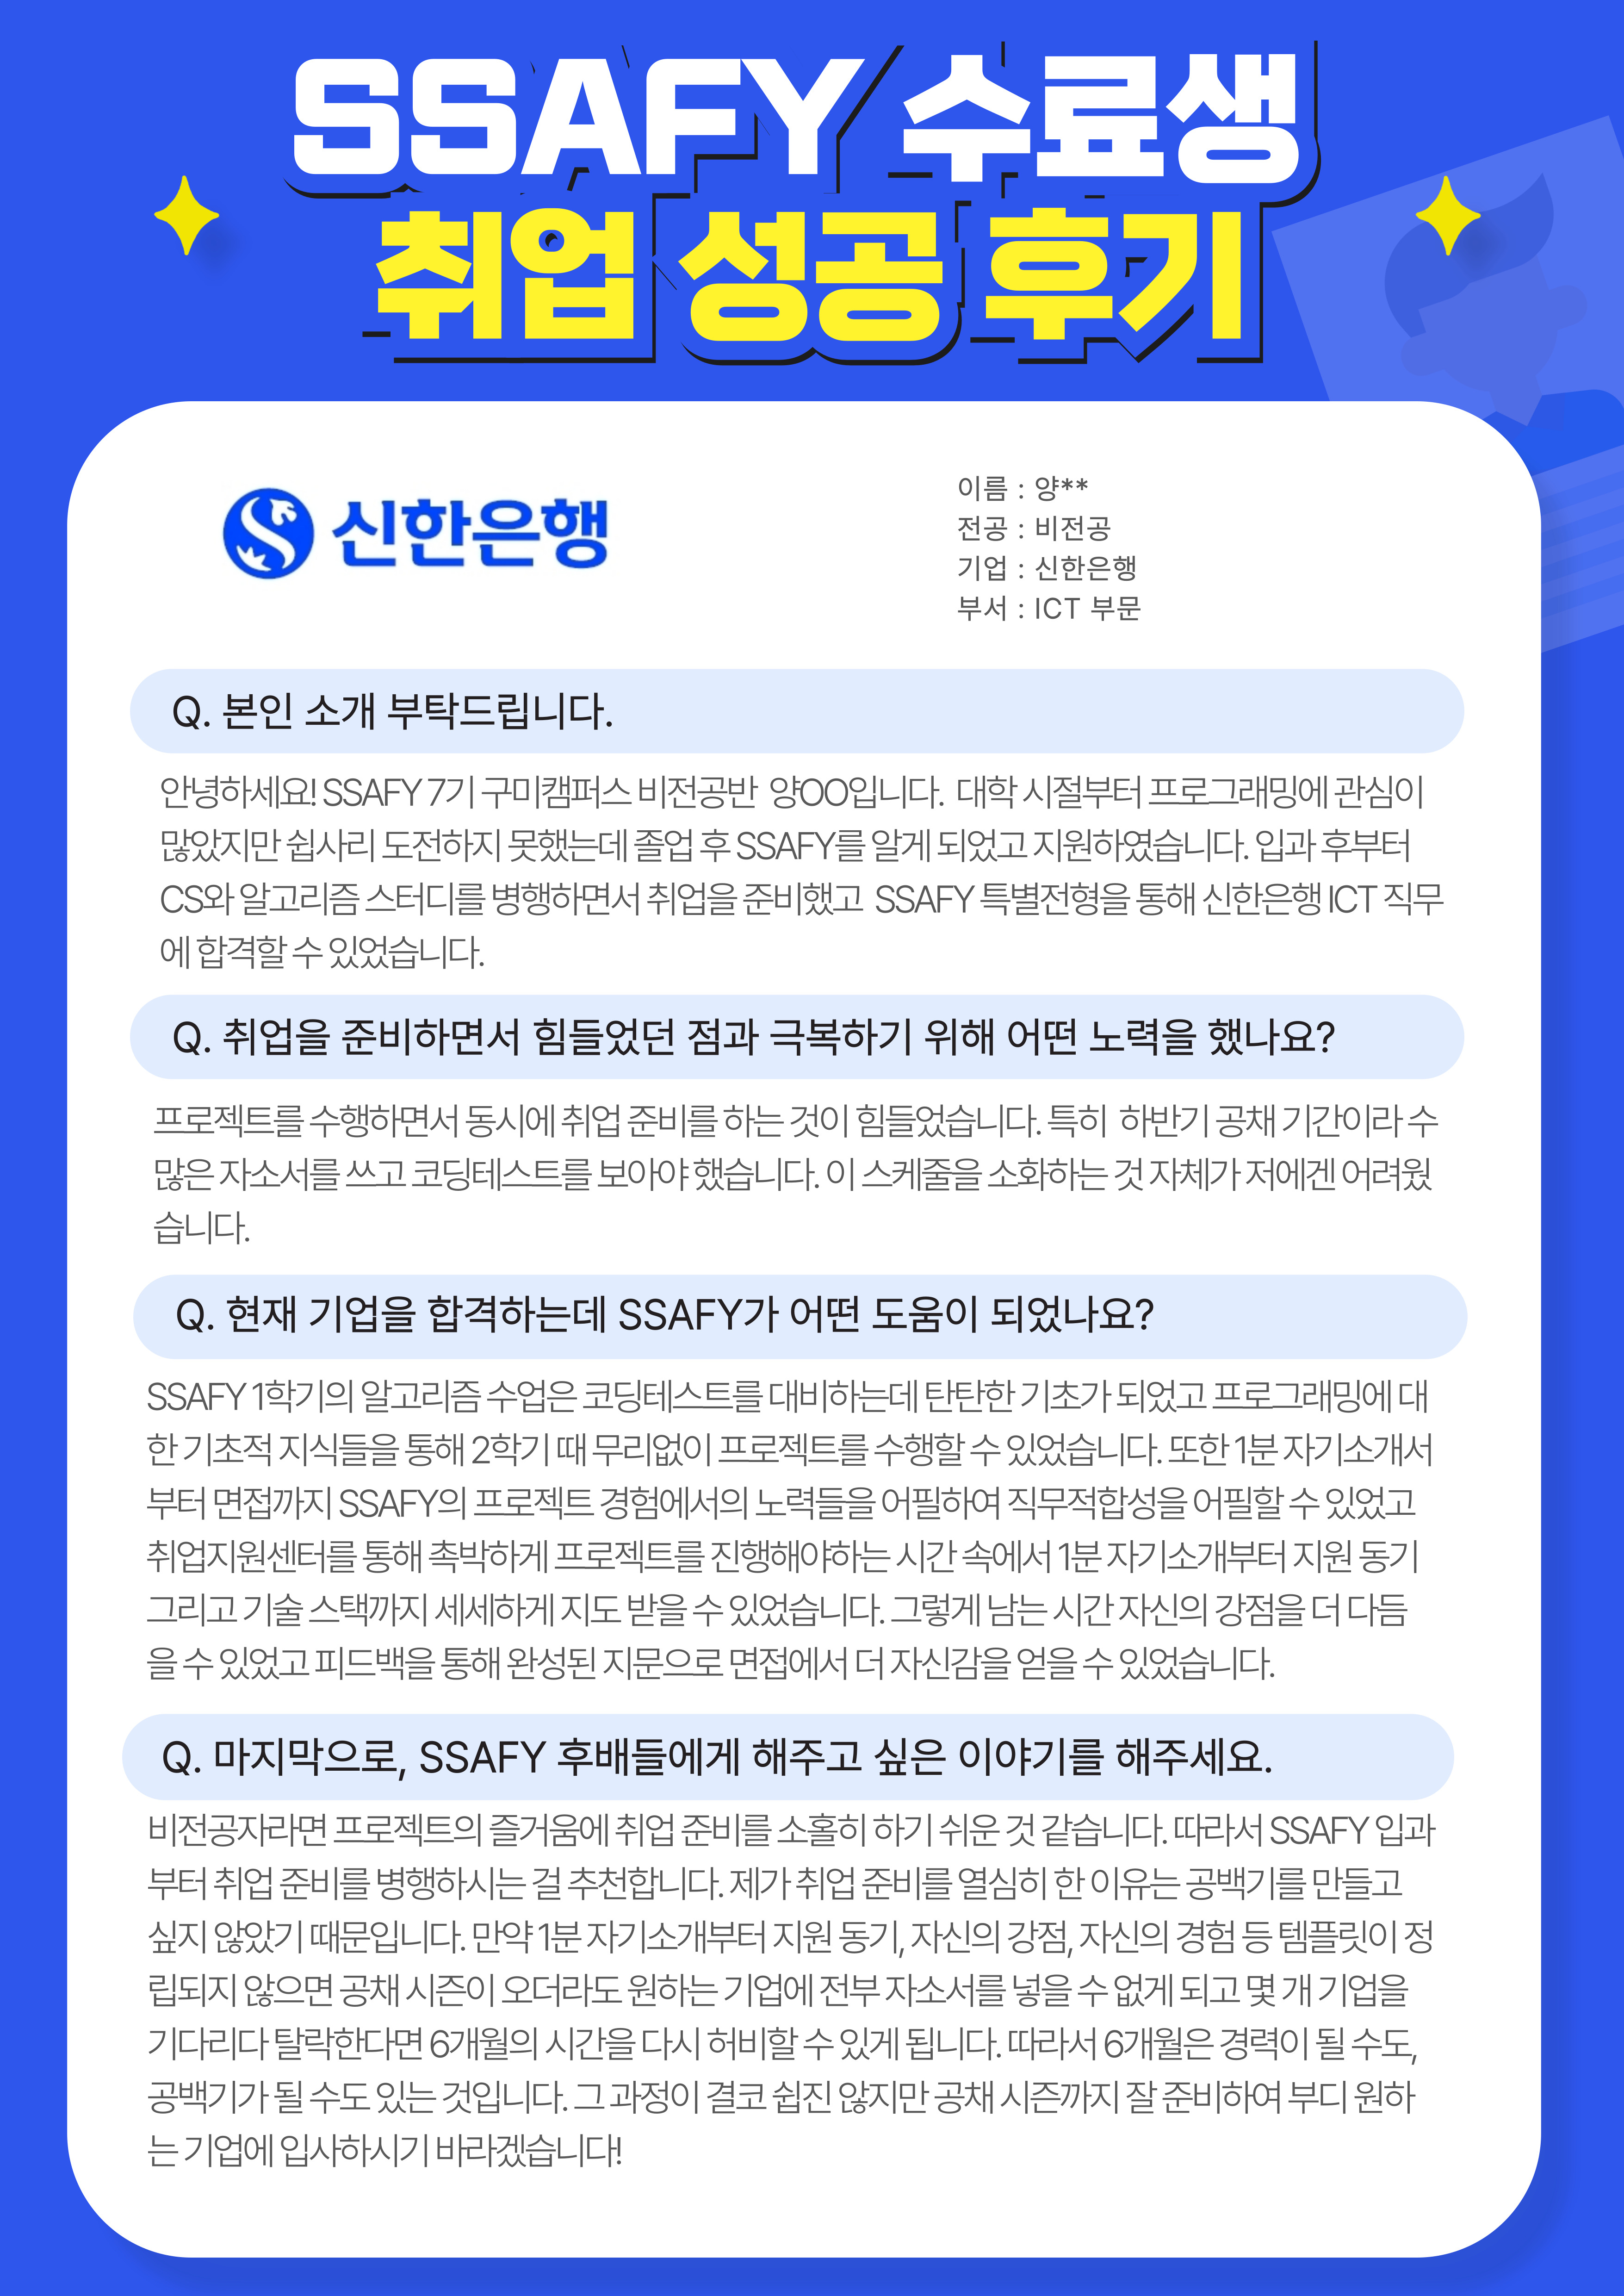 SSAFY 수료생
취업 성공 후기
신한은행
이름 : 양**
전공 : 비전공
기업 : 신한은행
부서 : ICT 부문
Q. 본인 소개 부탁드립니다.
안녕하세요! SSAFY 7기 구미캠퍼스 비전공반 양OO입니다. 대학 시절부터 프로그래밍에 관심이
많았지만 쉽사리 도전하지 못했는데 졸업 후 SSAFY를 알게 되었고 지원하였습니다. 입과 후부터
CS와 알고리즘 스터디를 병행하면서 취업을 준비했고 SSAFY 특별전형을 통해 신한은행 ICT 직무
에 합격할 수 있었습니다.
Q. 취업을 준비하면서 힘들었던 점과 극복하기 위해 어떤 노력을 했나요?
프로젝트를 수행하면서 동시에 취업 준비를 하는 것이 힘들었습니다. 특히 하반기 공채 기간이라 수
많은 자소서를 쓰고 코딩테스트를 보아야 했습니다. 이 스케줄을 소화하는 것 자체가 저에겐 어려웠
습니다.
Q. 현재 기업을 합격하는데 SSAFY가 어떤 도움이 되었나요?
SSAFY 1학기의 알고리즘 수업은 코딩테스트를 대비하는데 탄탄한 기초가 되었고 프로그래밍에 대
한 기초적 지식들을 통해 2학기 때 무리없이 프로젝트를 수행할 수 있었습니다. 또한 1분 자기소개서
부터 면접까지 SSAFY의 프로젝트 경험에서의 노력들을 어필하여 직무적합성을 어필할 수 있었고
취업지원센터를 통해 촉박하게 프로젝트를 진행해야하는 시간 속에서 1분 자기소개부터 지원 동기
그리고 기술 스택까지 세세하게 지도 받을 수 있었습니다. 그렇게 남는 시간 자신의 강점을 더 다듬
을 수 있었고 피드백을 통해 완성된 지문으로 면접에서 더 자신감을 얻을 수 있었습니다.
Q. 마지막으로, SSAFY 후배들에게 해주고 싶은 이야기를 해주세요.
비전공자라면 프로젝트의 즐거움에 취업 준비를 소홀히 하기 쉬운 것 같습니다. 따라서 SSAFY 입과
부터 취업 준비를 병행하시는 걸 추천합니다. 제가 취업 준비를 열심히 한 이유는 공백기를 만들고
싶지 않았기 때문입니다. 만약 1분 자기소개부터 지원 동기, 자신의 강점, 자신의 경험 등 템플릿이 정
립되지 않으면 공채 시즌이 오더라도 원하는 기업에 전부 자소서를 넣을 수 없게 되고 몇 개 기업을
기다리다 탈락한다면 6개월의 시간을 다시 허비할 수 있게 됩니다. 따라서 6개월은 경력이 될 수도,
공백기가 될 수도 있는 것입니다. 그 과정이 결코 쉽진 않지만 공채 시즌까지 잘 준비하여 부디 원하
는 기업에 입사하시기 바라겠습니다!